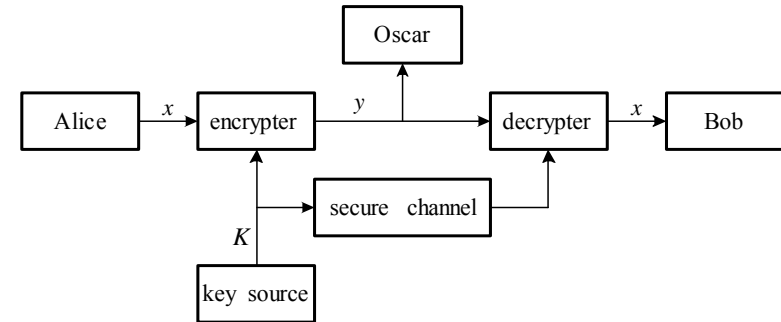 Oscar
Alice
x
encrypter
y
decrypter
x
Bob
secure channel
K
key source